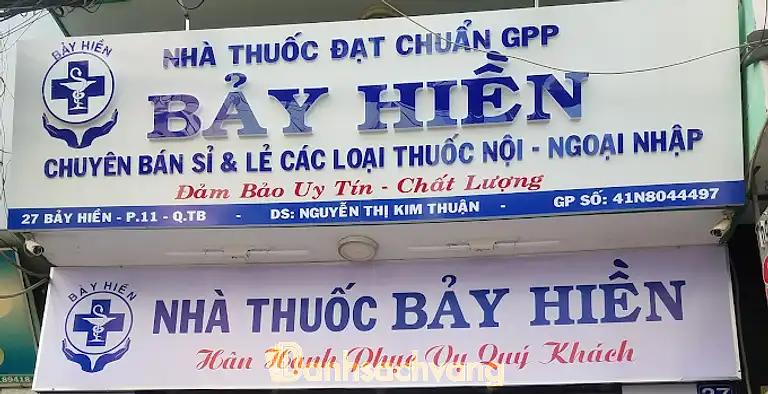 BẢY HIỀN
NHÀ THUỐC ĐẠT CHUẨN GPP
BẢY HIỀN
CHUYÊN BÁN SỈ & LẺ CÁC LOẠI THUỐC NỘI - NGOẠI NHẬP
Đảm Bảo Uy Tín - Chất Lượng
27 BẢY HIỀN - P.11 - Q.TB - DS: NGUYỄN THỊ KIM THUẬN - GP SỐ: 41N8044497
BẢY HIỀN
NHÀ THUỐC BẢY HIỀN
Hân Hạnh Phục Vụ Quý Khách
Danhsachvang
89418
27